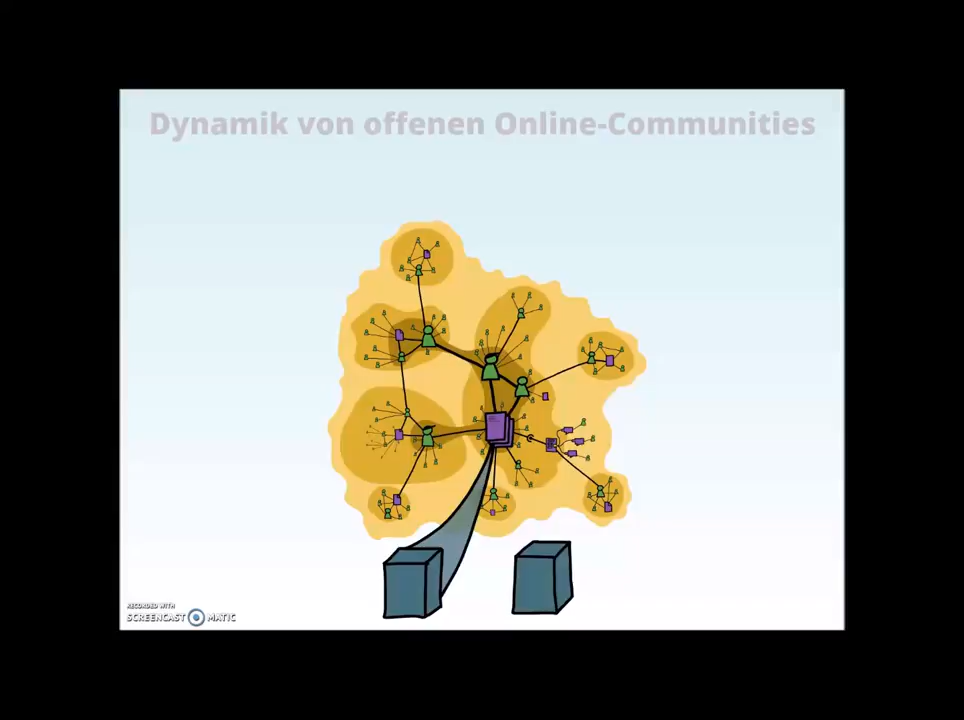 Dynamik von offenen Online-Communities
RECORDED WITH
SCREENCAST MATIC